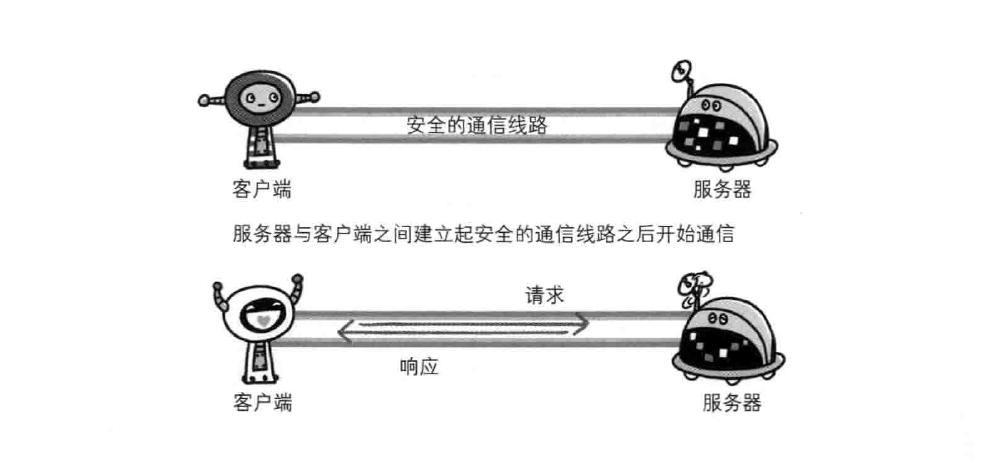 安全的通信线路
客户端
服务器
服务器与客户端之间建立起安全的通信线路之后开始通信
请求
响应
客户端
服务器